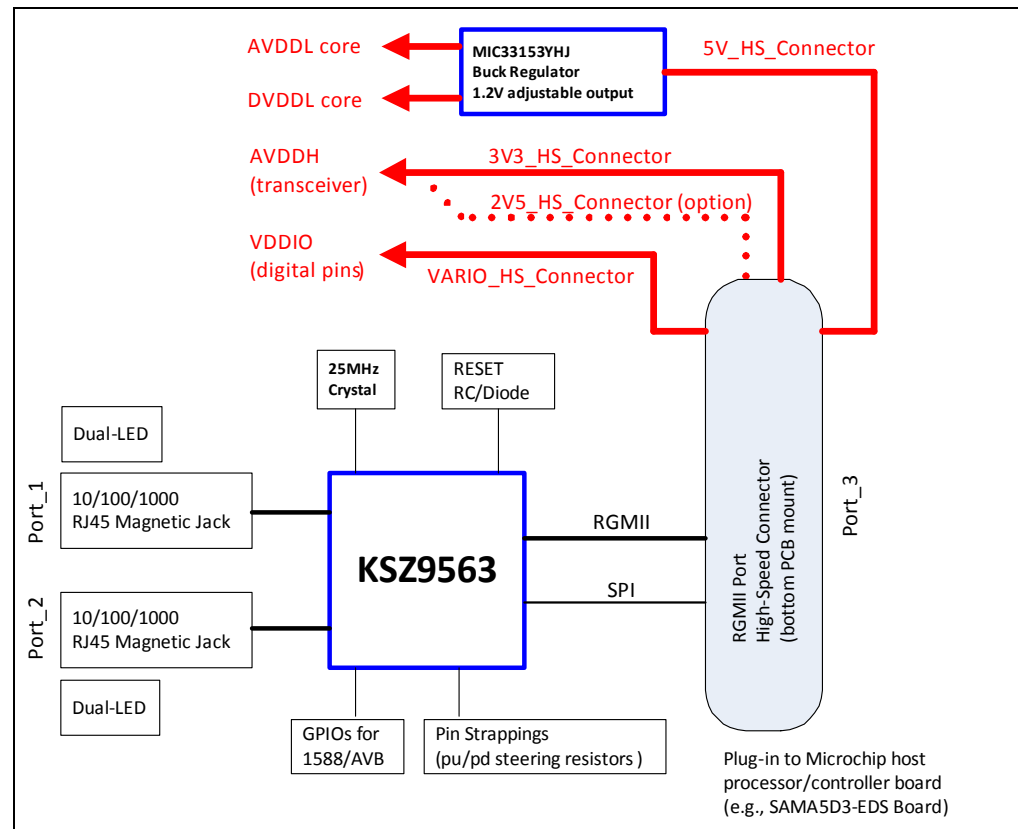 AVDDL core
MIC33153YHJ
Buck Regulator
1.2V adjustable output
5V_HS_Connector
DVDDL core
AVDDH
(transceiver)
3V3_HS_Connector
2V5_HS_Connector (option)
VDDIO
(digital pins)
VARIO_HS_Connector
25MHz
Crystal
RESET
RC/Diode
Dual-LED
Port_1
10/100/1000
RJ45 Magnetic Jack
KSZ9563
RGMII
SPI
RGMII Port
High-Speed Connector
(bottom PCB mount)
Port_3
Port_2
10/100/1000
RJ45 Magnetic Jack
Dual-LED
GPIOs for
1588/AVB
Pin Strappings
(pu/pd steering resistors )
Plug-in to Microchip host
processor/controller board
(e.g., SAMA5D3-EDS Board)